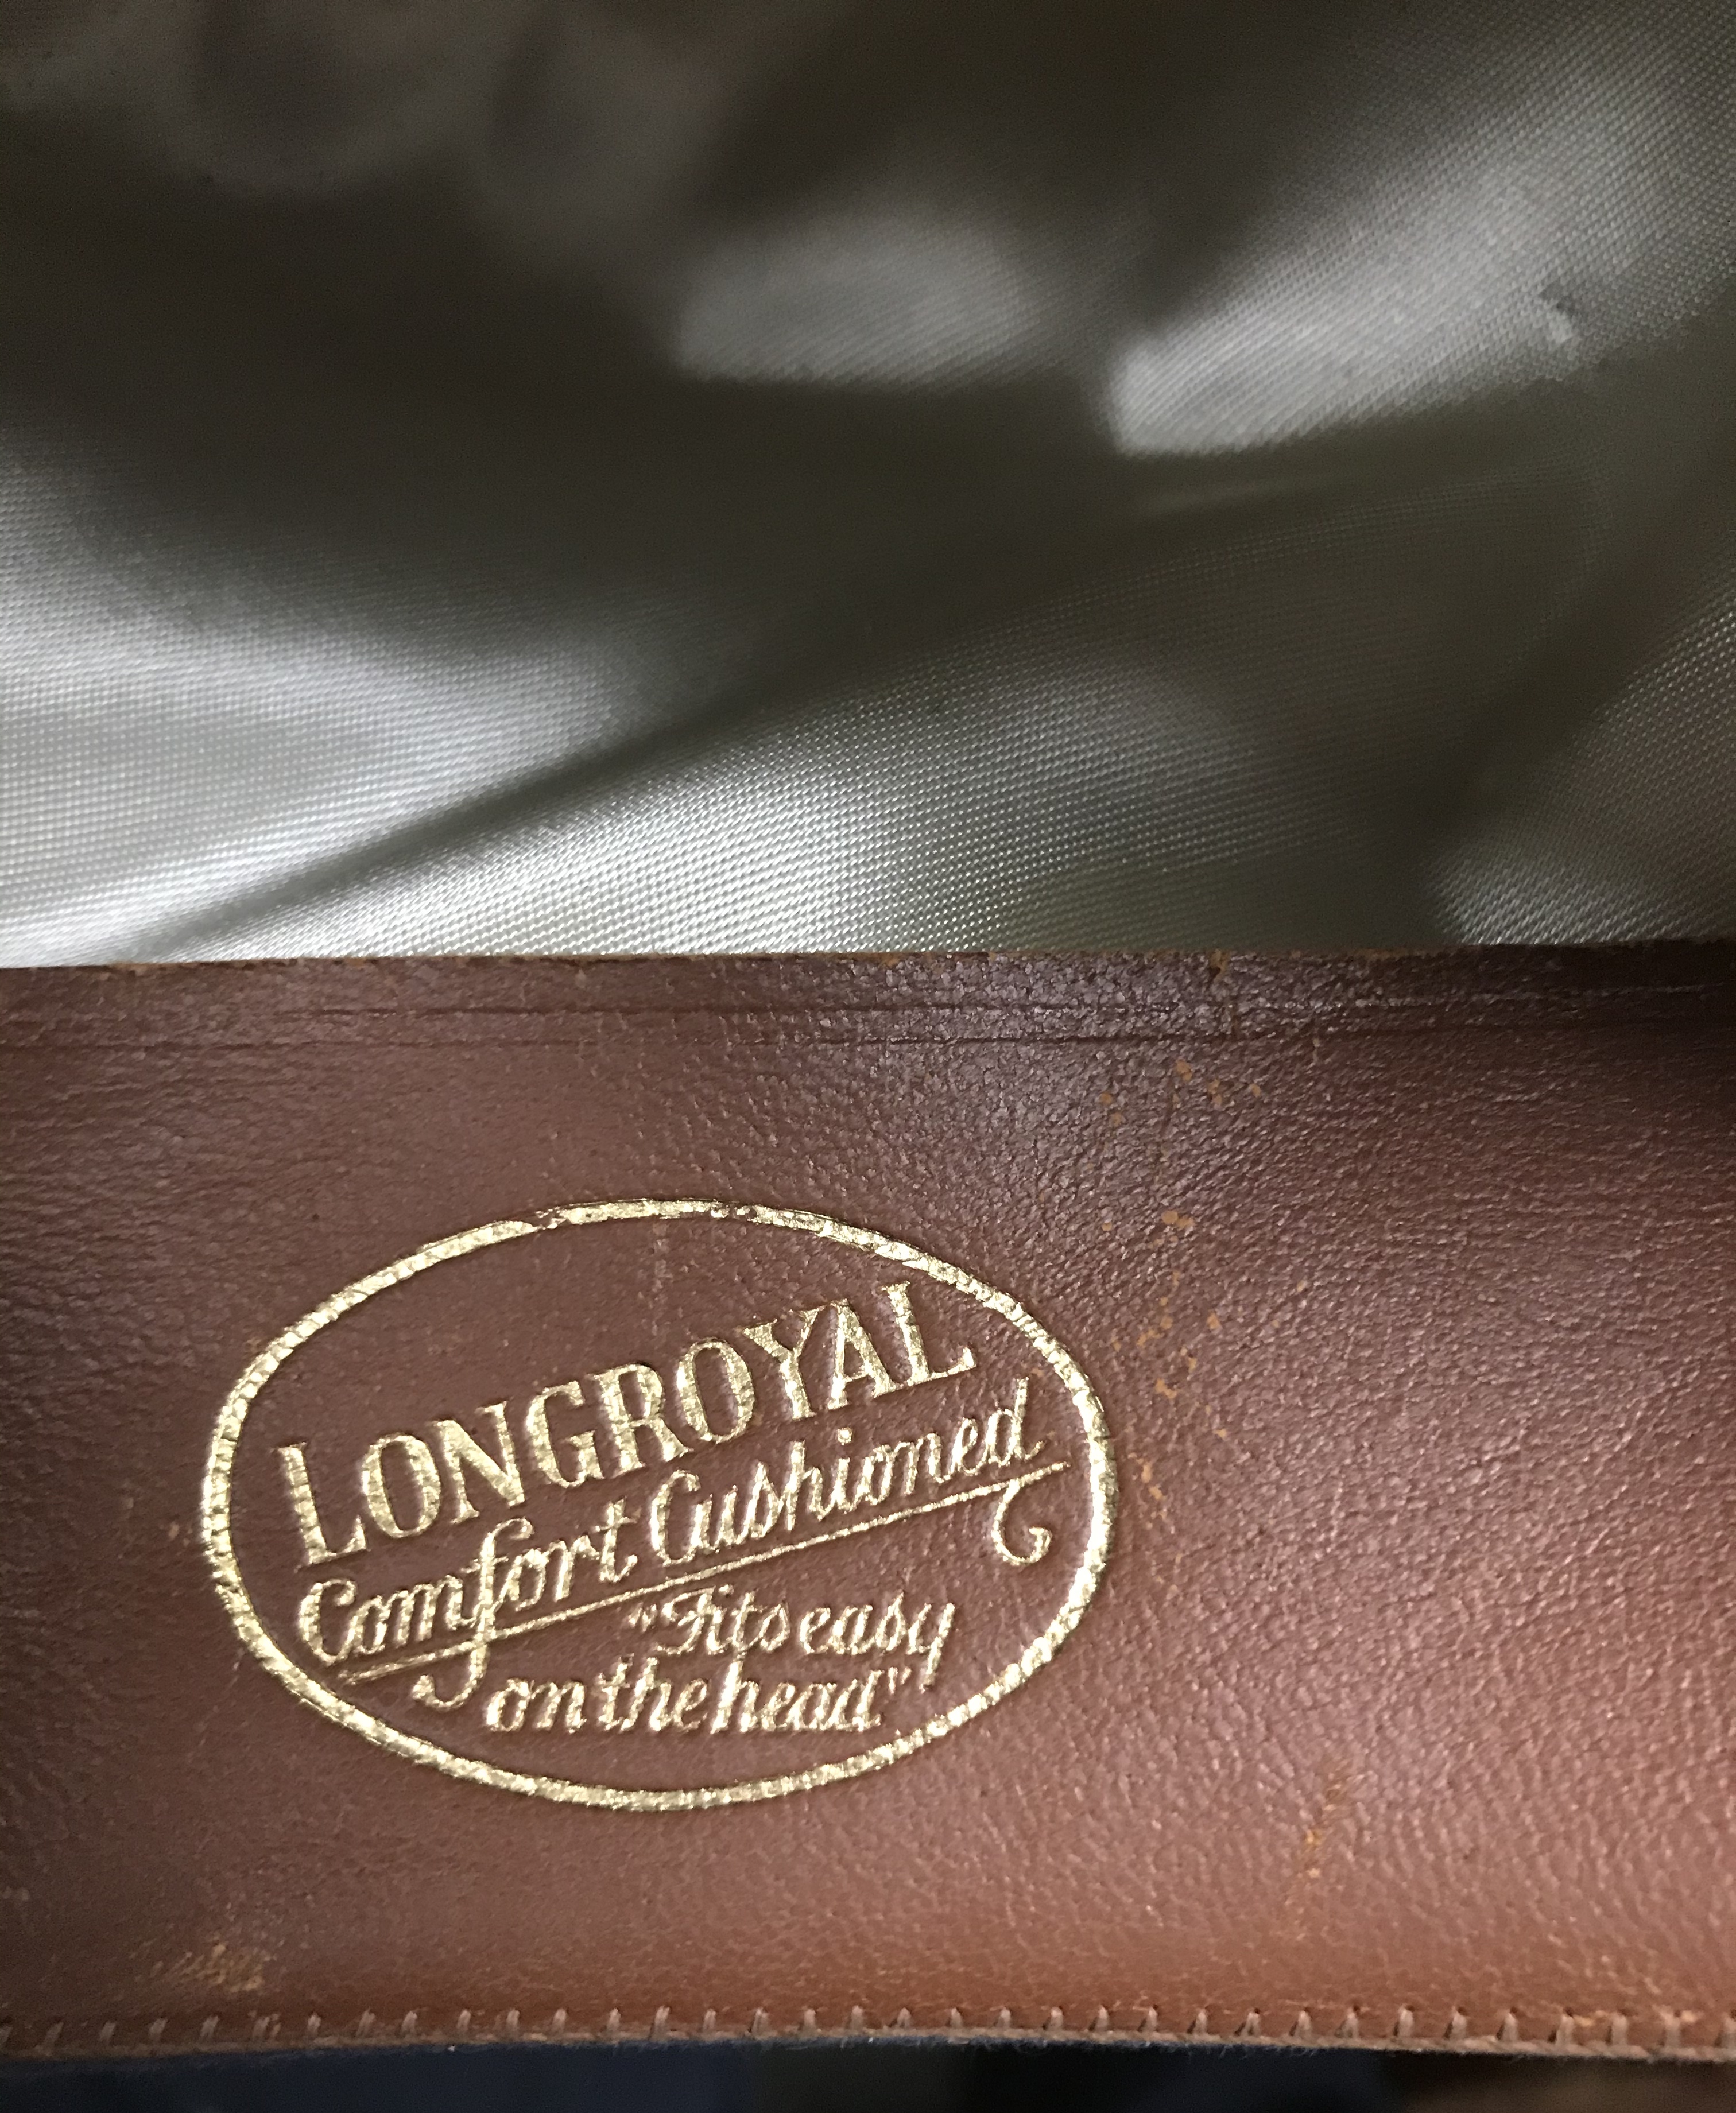 LONGROYAL
Comfort Cushioned
"Fits easy
on the head"